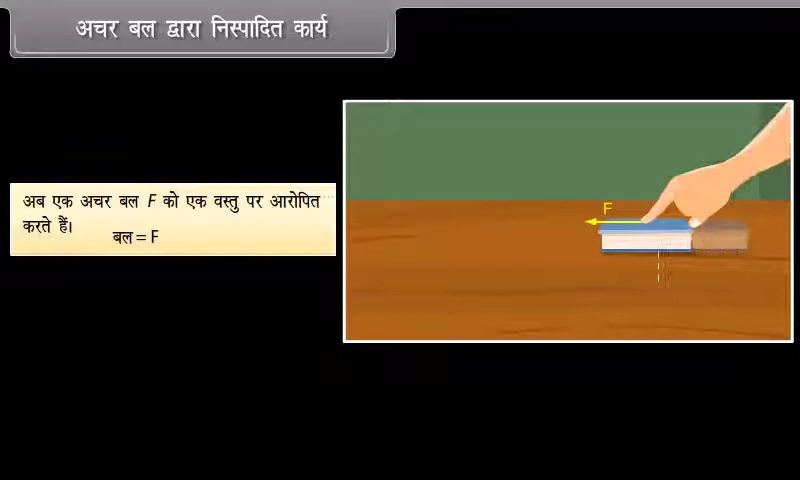 अचर बल द्वारा निस्पादित कार्य
अब एक अचर बल F को एक वस्तु पर आरोपित
करते हैं।
बल = F
F